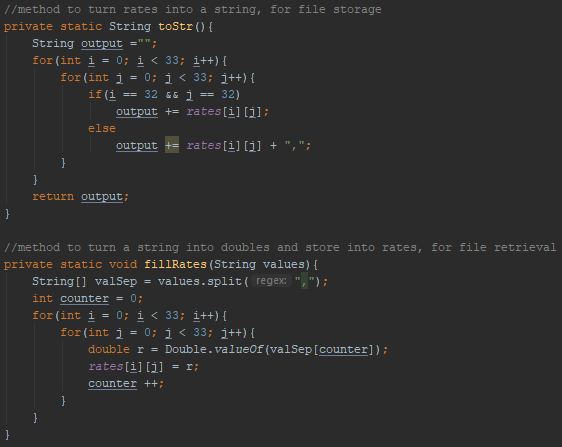 //method to turn rates into a string, for file storage
private static String toStr(){
    String output ="";
    for(int i = 0; i < 33; i++){
        for(int j = 0; j < 33; j++){
            if(i == 32 && j == 32)
                output += rates[i][j];
            else
                output += rates[i][j] + ",";
        }
    }
    return output;
}

//method to turn a string into doubles and store into rates, for file retrieval
private static void fillRates(String values){
    String[] valSep = values.split( regex: ",");
    int counter = 0;
    for(int i = 0; i < 33; i++){
        for(int j = 0; j < 33; j++){
            double r = Double.valueOf(valSep[counter]);
            rates[i][j] = r;
            counter ++;
        }
    }
}